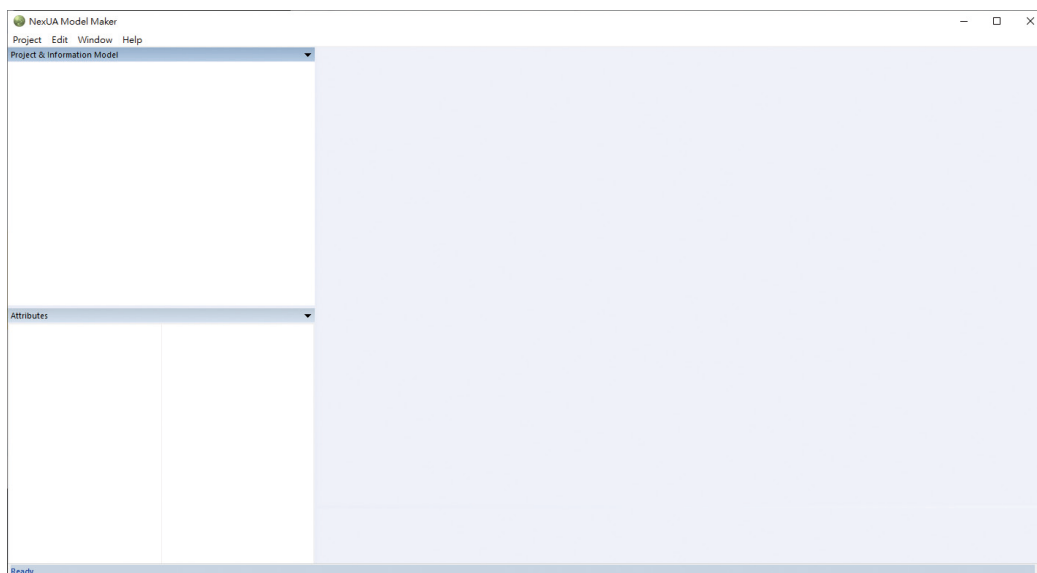 NexUA Model Maker
Project Edit Window Help
Project & Information Model
Attributes
Ready